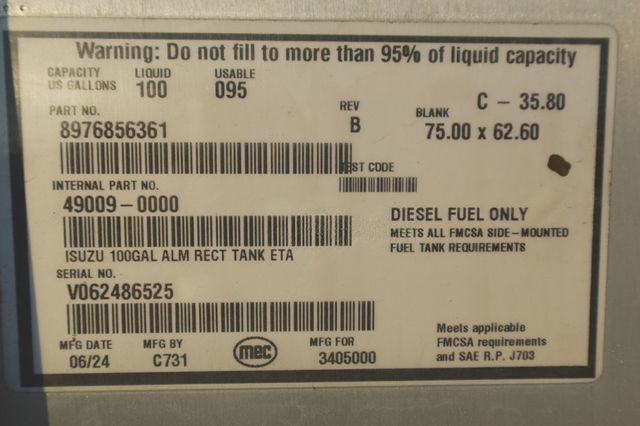 Warning: Do not fill to more than 95% of liquid capacity
CAPACITY LIQUID USABLE
US GALLONS 100 095
PART NO. REV BLANK C - 35.80
8976856361 B 75.00 x 62.60
TEST CODE
INTERNAL PART NO.
49009-0000
DIESEL FUEL ONLY
MEETS ALL FMCSA SIDE-MOUNTED
FUEL TANK REQUIREMENTS
ISUZU 100GAL ALM RECT TANK ETA
SERIAL NO.
V062486525
MFG DATE MFG BY mec MFG FOR
06/24 C731 3405000
Meets applicable
FMCSA requirements
and SAE R.P. J703